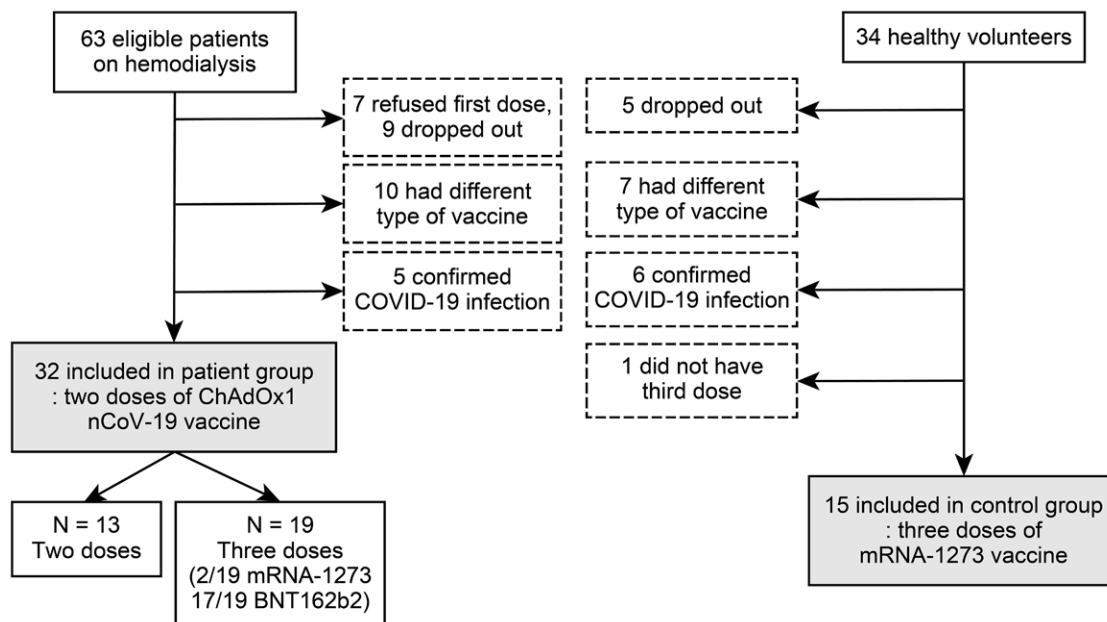 63 eligible patients
on hemodialysis
7 refused first dose,
9 dropped out
10 had different
type of vaccine
5 confirmed
COVID-19 infection
32 included in patient group
: two doses of ChAdOx1
nCoV-19 vaccine
N = 13
Two doses
N = 19
Three doses
(2/19 mRNA-1273
17/19 BNT162b2)
34 healthy volunteers
5 dropped out
7 had different
type of vaccine
6 confirmed
COVID-19 infection
1 did not have
third dose
15 included in control group
: three doses of
mRNA-1273 vaccine